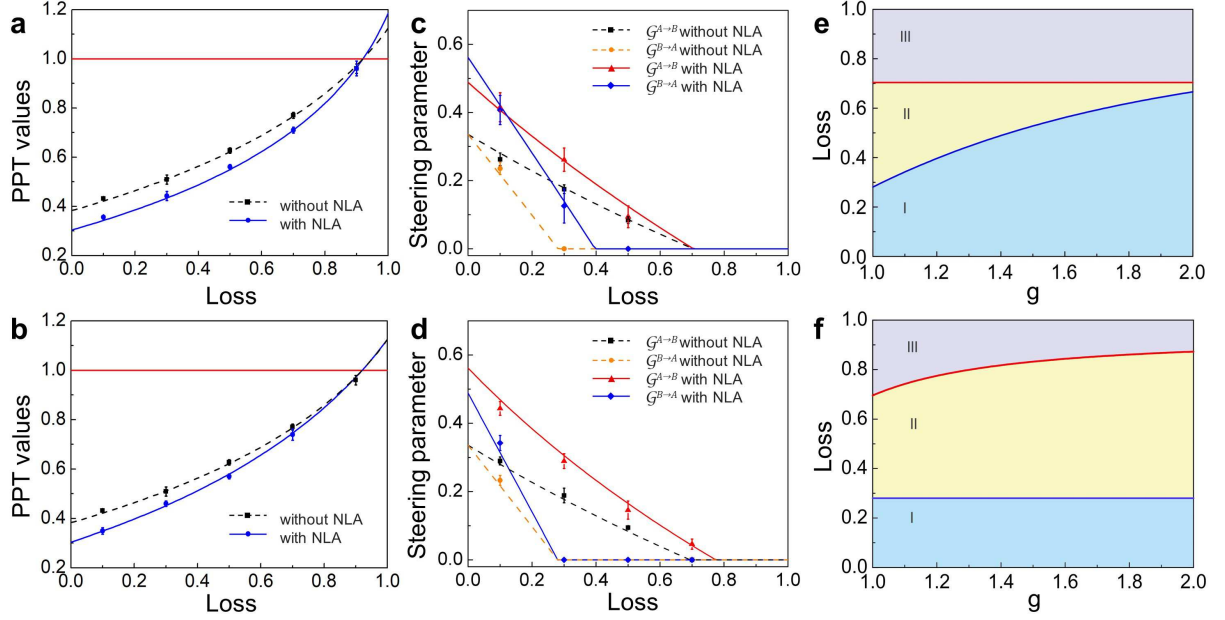 a
PPT values
1.2
1.0
0.8
0.6
0.4
0.2
without NLA
with NLA
0.0 0.2 0.4 0.6 0.8 1.0
Loss
c
Steering parameter
0.6
0.4
0.2
0.0
𝒢^{A→B} without NLA
𝒢^{B→A} without NLA
𝒢^{A→B} with NLA
𝒢^{B→A} with NLA
0.0 0.2 0.4 0.6 0.8 1.0
Loss
e
Loss
1.0
0.8
0.6
0.4
0.2
0.0
III
II
I
1.0 1.2 1.4 1.6 1.8 2.0
g
b
PPT values
1.2
1.0
0.8
0.6
0.4
0.2
without NLA
with NLA
0.0 0.2 0.4 0.6 0.8 1.0
Loss
d
Steering parameter
0.6
0.4
0.2
0.0
𝒢^{A→B} without NLA
𝒢^{B→A} without NLA
𝒢^{A→B} with NLA
𝒢^{B→A} with NLA
0.0 0.2 0.4 0.6 0.8 1.0
Loss
f
Loss
1.0
0.8
0.6
0.4
0.2
0.0
III
II
I
1.0 1.2 1.4 1.6 1.8 2.0
g